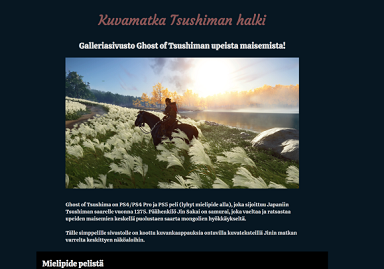 Kuvamatka Tsushiman halki
Galleriasivusto Ghost of Tsushiman upeista maisemista!
Ghost of Tsushima on PS4/PS4 Pro ja PS5 peli (lyhyt mielipide alla), joka sijoittuu Japaniin
Tsushiman saarelle vuonna 1275. Päähenkilö Jin Sakai on samurai, joka vaeltaa ja ratsastaa
upeiden maisemien keskellä puolustaen saarta mongolien hyökkäykseltä.
Tälle simppelille sivustolle on koottu kuvankaappauksia ontavilla kuvateksteillä Jinin matkan
varrelta keskittyen näköaloihin.
Mielipide pelistä